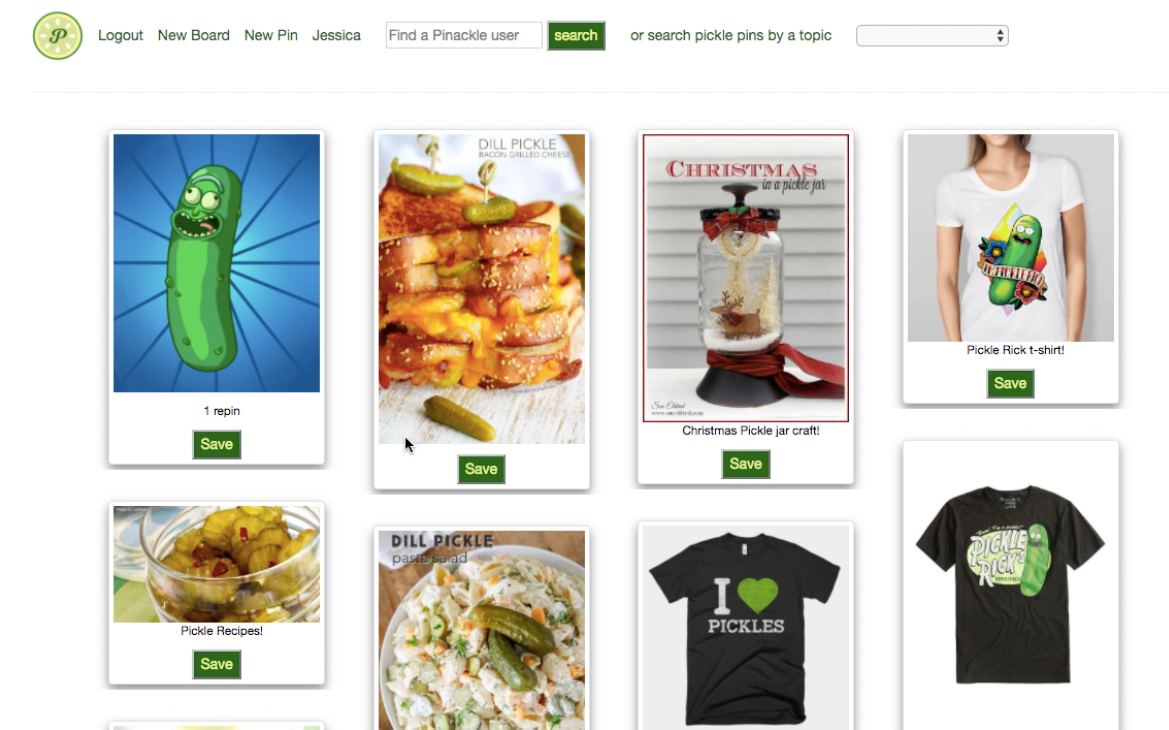 P
Logout New Board New Pin Jessica Find a Pinackle user search or search pickle pins by a topic
DILL PICKLE
BACON GRILLED CHEESE
CHRISTMAS
in a pickle jar
Pickle Rick t-shirt!
Save
1 repin
Save
Christmas Pickle jar craft!
Save
Save
Pickle Recipes!
Save
DILL PICKLE
pasta salad
I
PICKLES
PICKLE
RICK'S